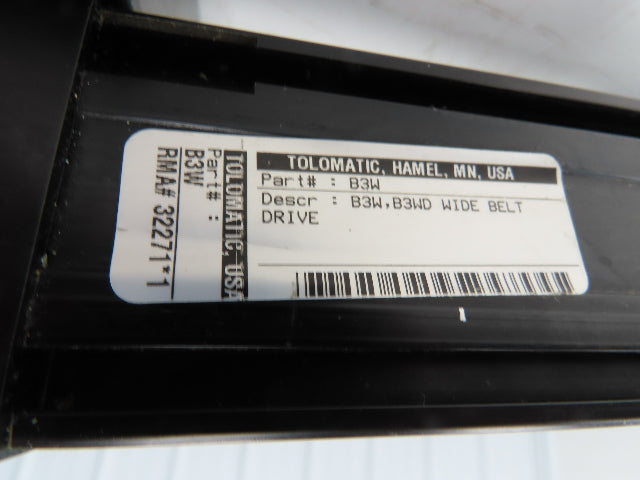 TOLOMATIC, HAMEL, MN, USA
Part# : B3W
Descr : B3W,B3WD WIDE BELT
DRIVE
TOLOMATIC, USA
Part# :
B3W
RMA# 32271*1